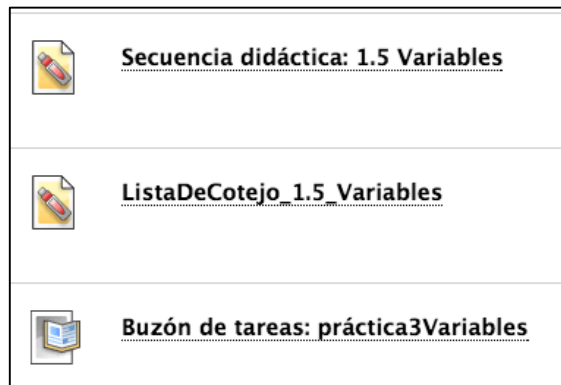 Secuencia didáctica: 1.5 Variables
ListaDeCotejo_1.5_Variables
Buzón de tareas: práctica3Variables